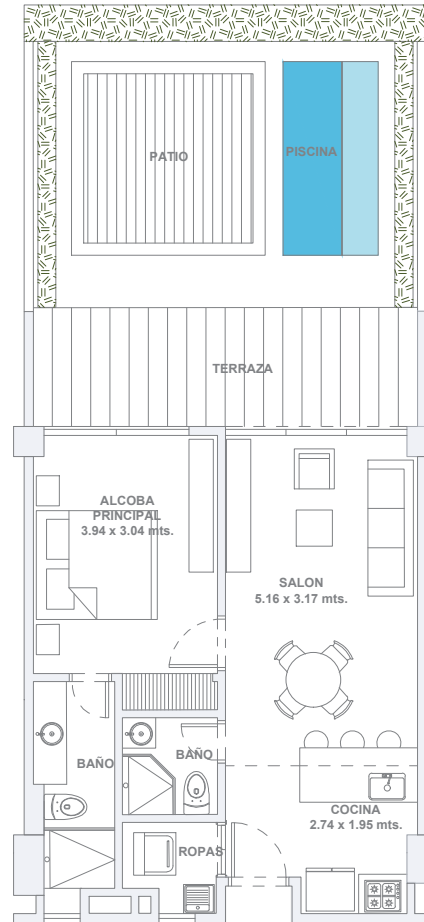 PATIO
PISCINA
TERRAZA
ALCOBA
PRINCIPAL
3.94 x 3.04 mts.
SALON
5.16 x 3.17 mts.
BAÑO
BAÑO
COCINA
2.74 x 1.95 mts.
ROPAS